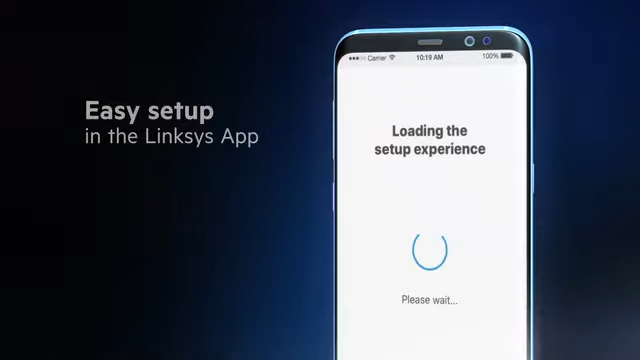 Easy setup
in the Linksys App
Carrier 10:19 AM 100%
Loading the
setup experience
Please wait...